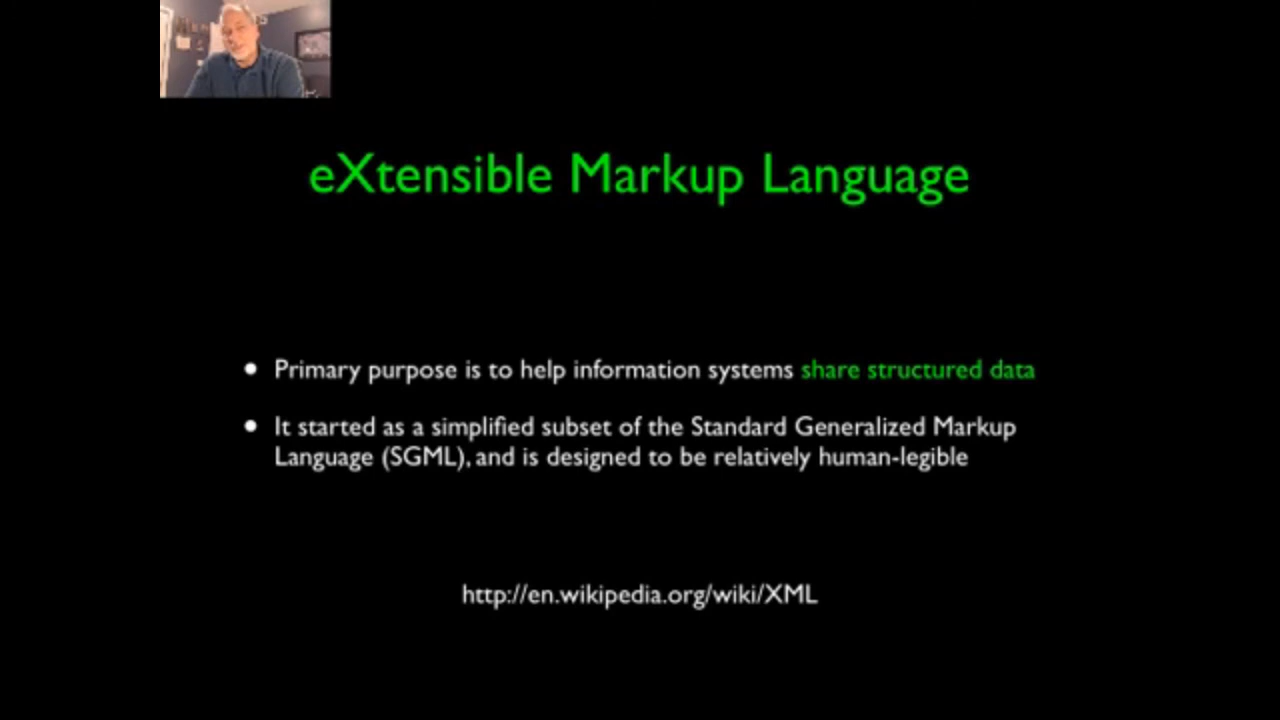 eXtensible Markup Language
• Primary purpose is to help information systems share structured data
• It started as a simplified subset of the Standard Generalized Markup
Language (SGML), and is designed to be relatively human-legible
http://en.wikipedia.org/wiki/XML